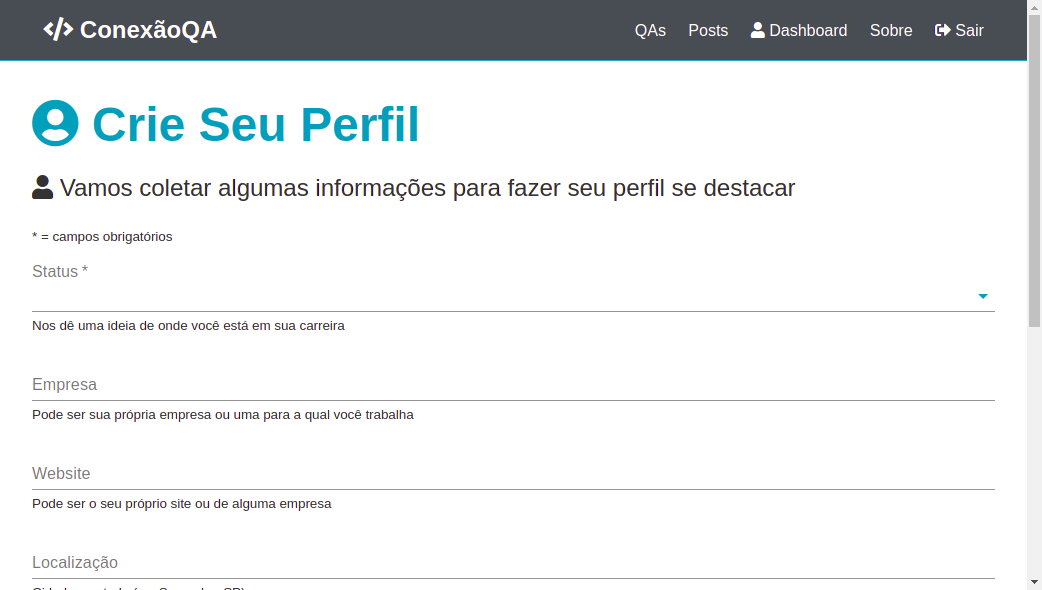 ConexãoQA
QAs Posts Dashboard Sobre Sair
Crie Seu Perfil
Vamos coletar algumas informações para fazer seu perfil se destacar
* = campos obrigatórios
Status *
Nos dê uma ideia de onde você está em sua carreira
Empresa
Pode ser sua própria empresa ou uma para a qual você trabalha
Website
Pode ser o seu próprio site ou de alguma empresa
Localização